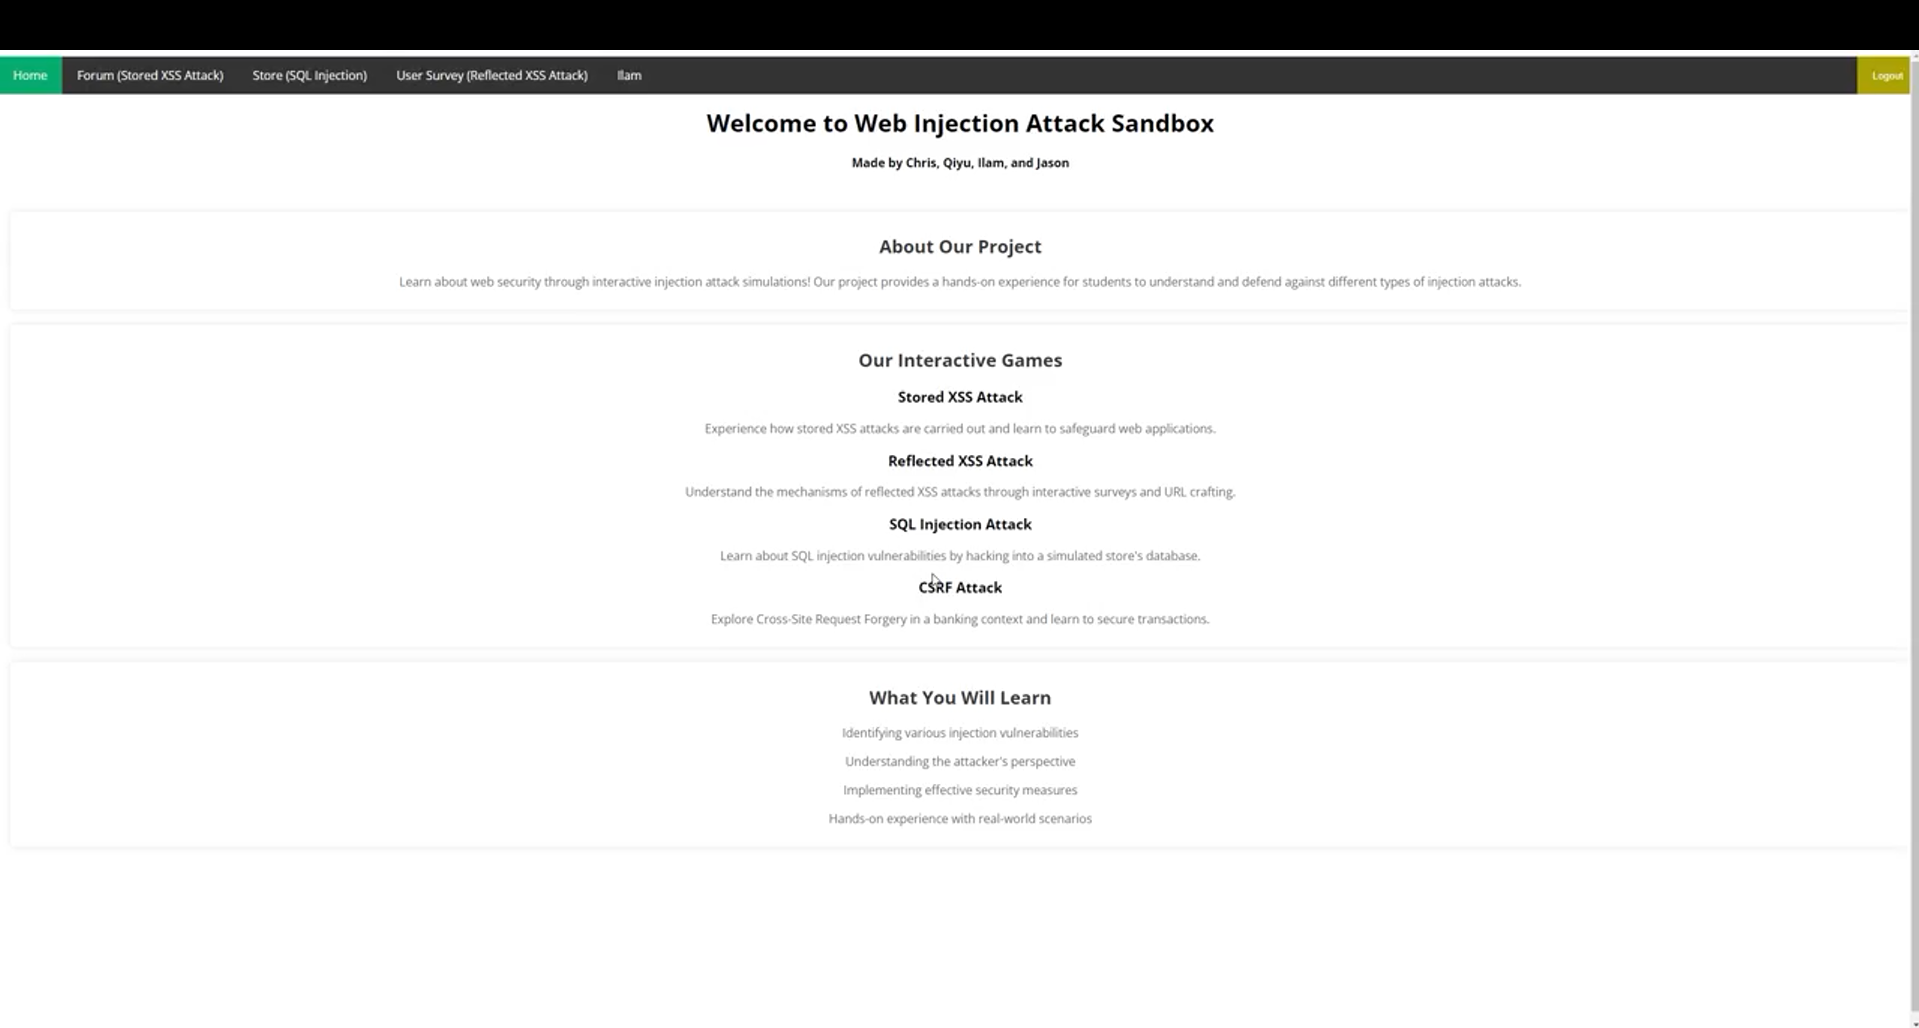 Home Forum (Stored XSS Attack) Store (SQL Injection) User Survey (Reflected XSS Attack) Ilam Logout
Welcome to Web Injection Attack Sandbox
Made by Chris, Qiyu, Ilam, and Jason
About Our Project
Learn about web security through interactive injection attack simulations! Our project provides a hands-on experience for students to understand and defend against different types of injection attacks.
Our Interactive Games
Stored XSS Attack
Experience how stored XSS attacks are carried out and learn to safeguard web applications.
Reflected XSS Attack
Understand the mechanisms of reflected XSS attacks through interactive surveys and URL crafting.
SQL Injection Attack
Learn about SQL injection vulnerabilities by hacking into a simulated store's database.
CSRF Attack
Explore Cross-Site Request Forgery in a banking context and learn to secure transactions.
What You Will Learn
Identifying various injection vulnerabilities
Understanding the attacker's perspective
Implementing effective security measures
Hands-on experience with real-world scenarios